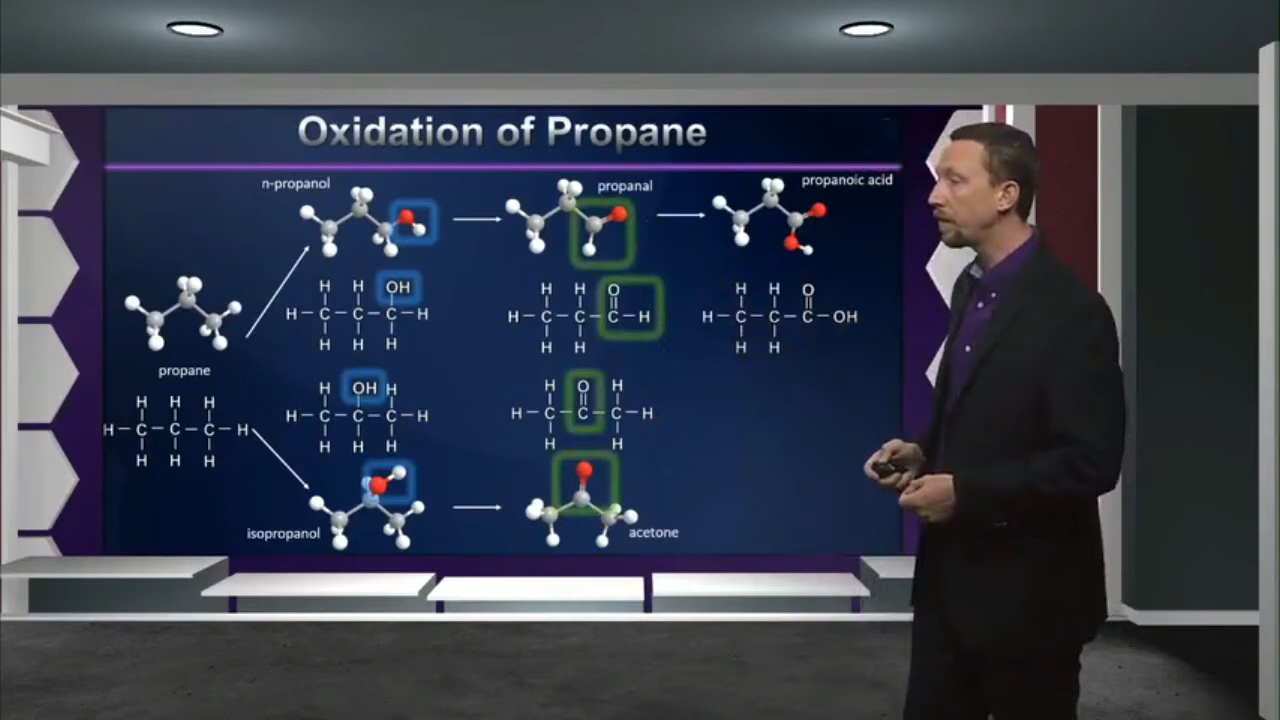 Oxidation of Propane
n-propanol
propanal
propanoic acid
H H OH
H-C-C-C-H
H H H
H H O
H-C-C-C-H
H H
H H O
H-C-C-C-OH
H H
propane
H H H
H-C-C-C-H
H H H
H OH H
H-C-C-C-H
H H H
H O H
H-C-C-C-H
H H
isopropanol
acetone